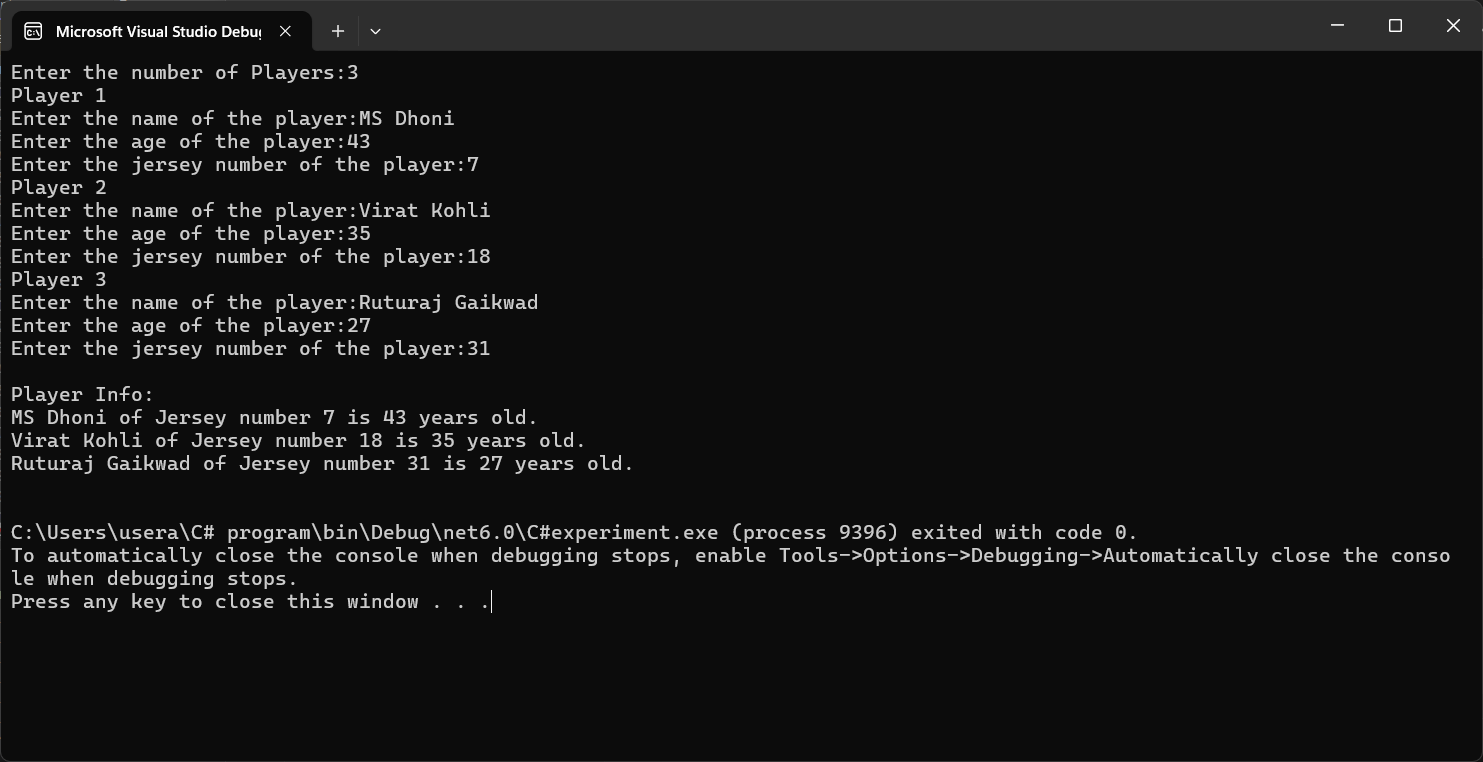 Microsoft Visual Studio Debug
Enter the number of Players:3
Player 1
Enter the name of the player:MS Dhoni
Enter the age of the player:43
Enter the jersey number of the player:7
Player 2
Enter the name of the player:Virat Kohli
Enter the age of the player:35
Enter the jersey number of the player:18
Player 3
Enter the name of the player:Ruturaj Gaikwad
Enter the age of the player:27
Enter the jersey number of the player:31
Player Info:
MS Dhoni of Jersey number 7 is 43 years old.
Virat Kohli of Jersey number 18 is 35 years old.
Ruturaj Gaikwad of Jersey number 31 is 27 years old.
C:\Users\usera\C# program\bin\Debug\net6.0\C#experiment.exe (process 9396) exited with code 0.
To automatically close the console when debugging stops, enable Tools->Options->Debugging->Automatically close the conso
le when debugging stops.
Press any key to close this window . . .